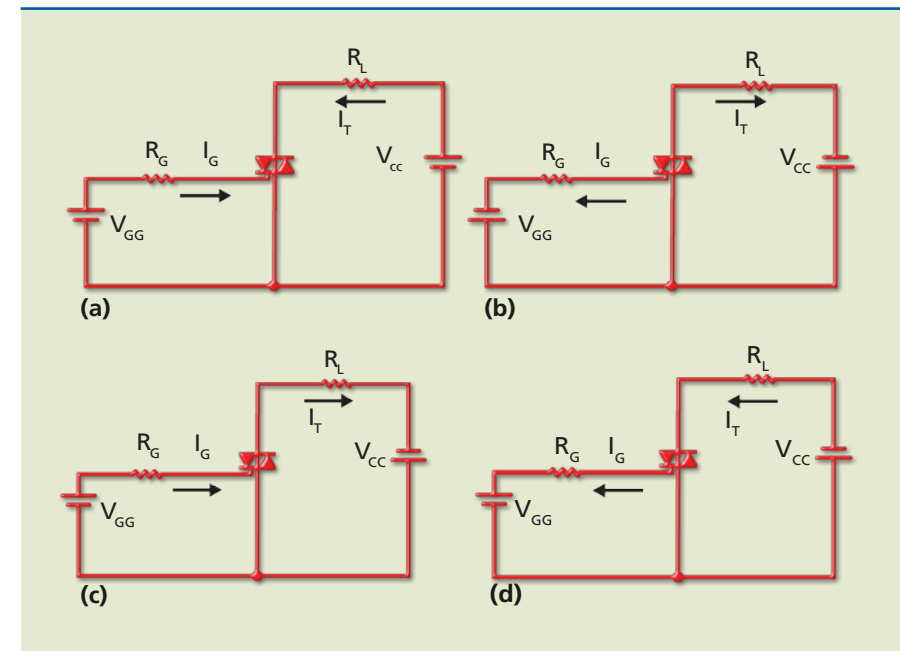 R_L
I_T
R_G I_G
V_cc
V_GG
(a)
R_L
I_T
R_G I_G
V_CC
V_GG
(b)
R_L
I_T
R_G I_G
V_CC
V_GG
(c)
R_L
I_T
R_G I_G
V_CC
V_GG
(d)